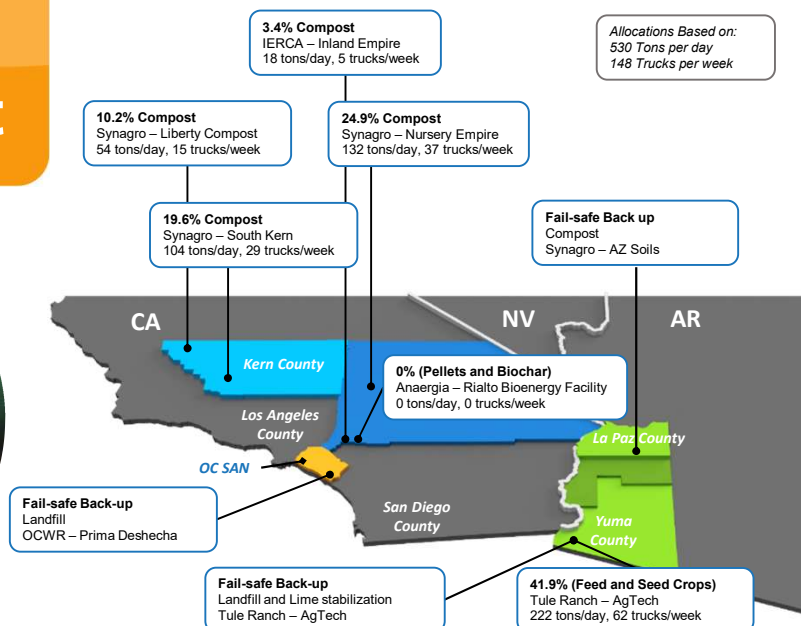 3.4% Compost
IERCA – Inland Empire
18 tons/day, 5 trucks/week
Allocations Based on:
530 Tons per day
148 Trucks per week
10.2% Compost
Synagro – Liberty Compost
54 tons/day, 15 trucks/week
24.9% Compost
Synagro – Nursery Empire
132 tons/day, 37 trucks/week
19.6% Compost
Synagro – South Kern
104 tons/day, 29 trucks/week
Fail-safe Back up
Compost
Synagro – AZ Soils
CA
NV
AR
Kern County
0% (Pellets and Biochar)
Anaergia – Rialto Bioenergy Facility
0 tons/day, 0 trucks/week
Los Angeles
County
La Paz County
OC SAN
Fail-safe Back-up
Landfill
OCWR – Prima Deshecha
San Diego
County
Yuma
County
Fail-safe Back-up
Landfill and Lime stabilization
Tule Ranch – AgTech
41.9% (Feed and Seed Crops)
Tule Ranch – AgTech
222 tons/day, 62 trucks/week